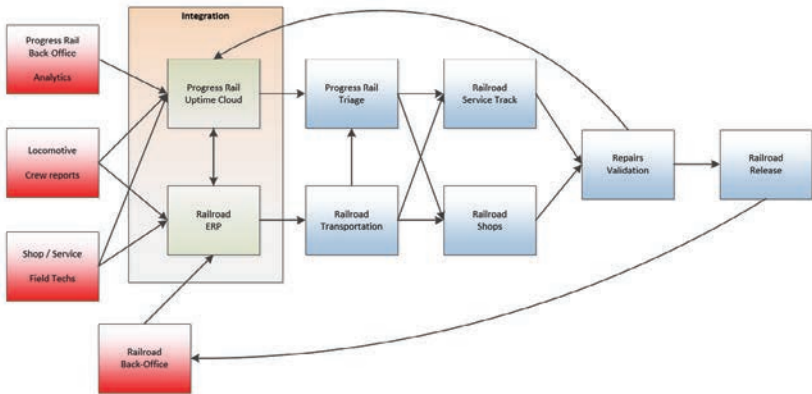 Integration
Progress Rail
Back Office
Analytics
Progress Rail
Uptime Cloud
Progress Rail
Triage
Railroad
Service Track
Locomotive
Crew reports
Repairs
Validation
Railroad
Release
Shop / Service
Field Techs
Railroad
ERP
Railroad
Transportation
Railroad
Shops
Railroad
Back-Office